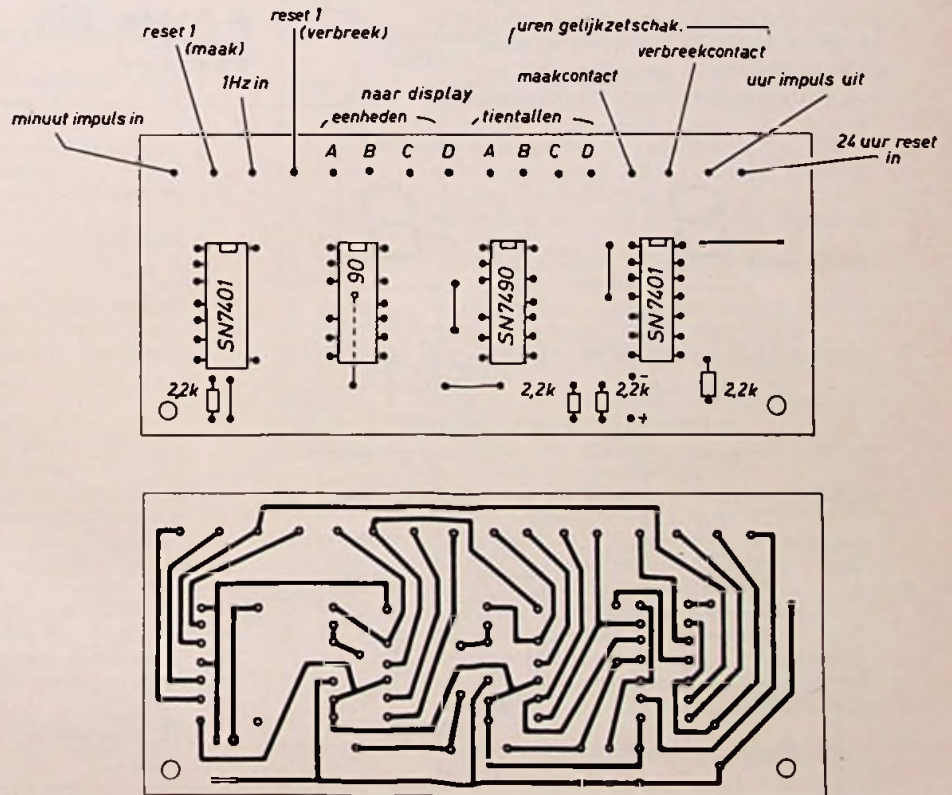 reset 1
(maak)
1Hz in
reset 1
(verbreek)
uren gelijkzetschak.
verbreekcontact
maakcontact
uur impuls uit
minuut impuls in
naar display
eenheden
tientallen
24 uur reset
in
A B C D A B C D
SN7401
90
SN7490
SN7401
2,2k
2,2k
2,2k
2,2k
-
+